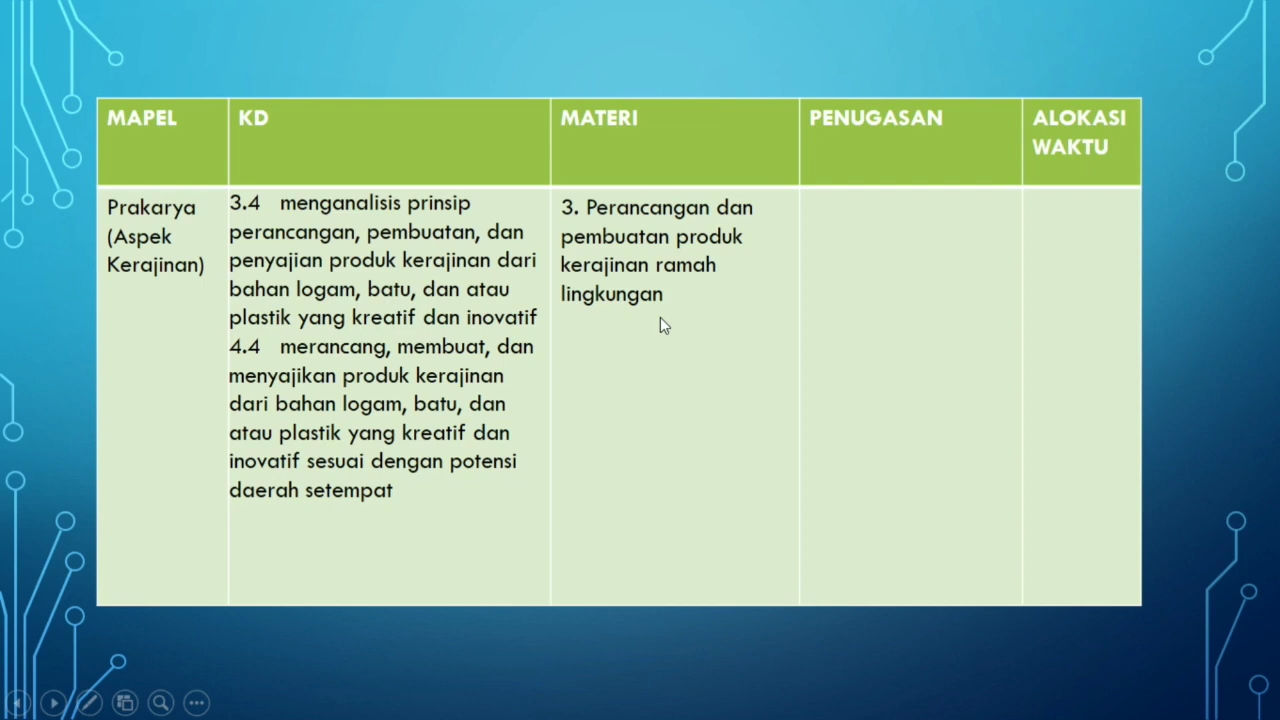 MAPEL
KD
MATERI
PENUGASAN
ALOKASI
WAKTU
Prakarya
(Aspek
Kerajinan)
3.4 menganalisis prinsip
perancangan, pembuatan, dan
penyajian produk kerajinan dari
bahan logam, batu, dan atau
plastik yang kreatif dan inovatif
4.4 merancang, membuat, dan
menyajikan produk kerajinan
dari bahan logam, batu, dan
atau plastik yang kreatif dan
inovatif sesuai dengan potensi
daerah setempat
3. Perancangan dan
pembuatan produk
kerajinan ramah
lingkungan